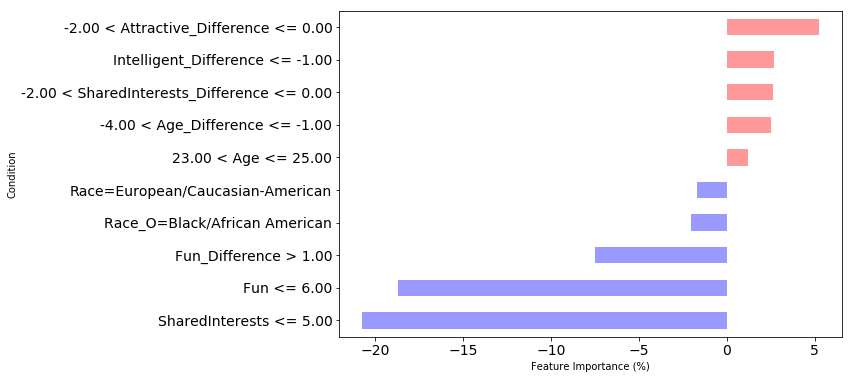 -2.00 < Attractive_Difference <= 0.00
Intelligent_Difference <= -1.00
-2.00 < SharedInterests_Difference <= 0.00
-4.00 < Age_Difference <= -1.00
23.00 < Age <= 25.00
Race=European/Caucasian-American
Race_O=Black/African American
Fun_Difference > 1.00
Fun <= 6.00
SharedInterests <= 5.00
Condition
−20 −15 −10 −5 0 5
Feature Importance (%)